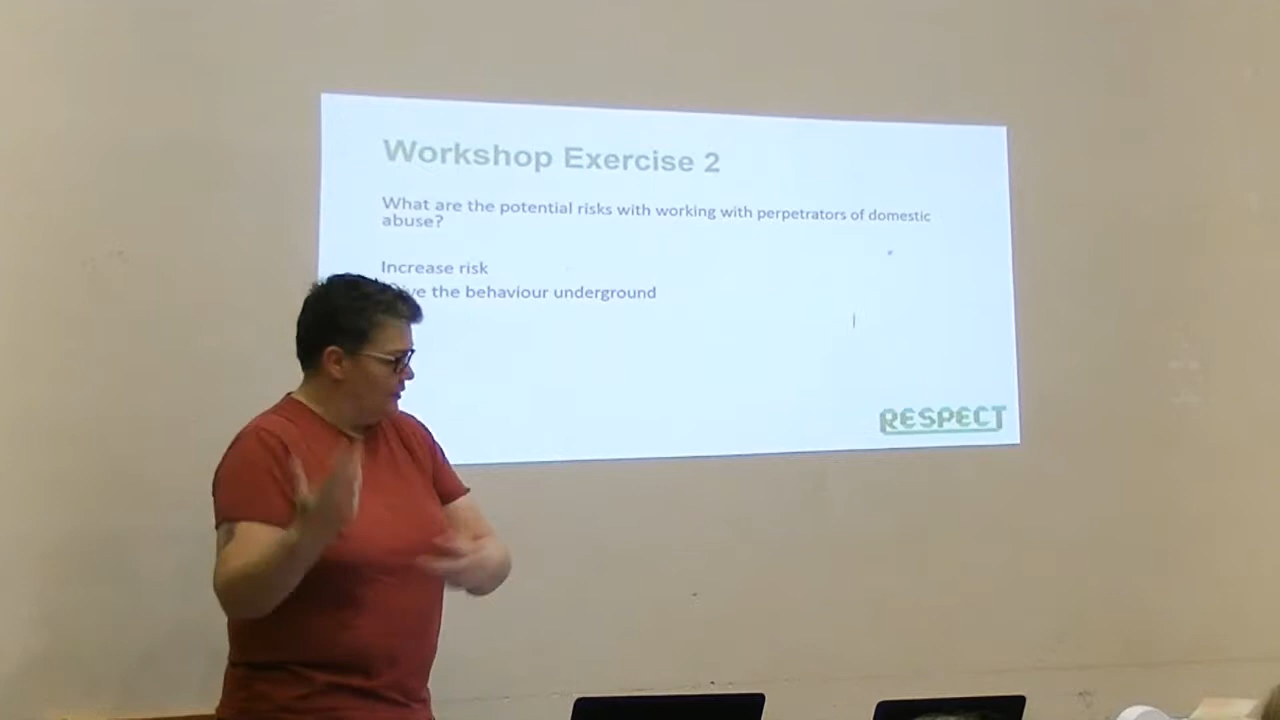 Workshop Exercise 2
What are the potential risks with working with perpetrators of domestic
abuse?
Increase risk
the behaviour underground
RESPECT